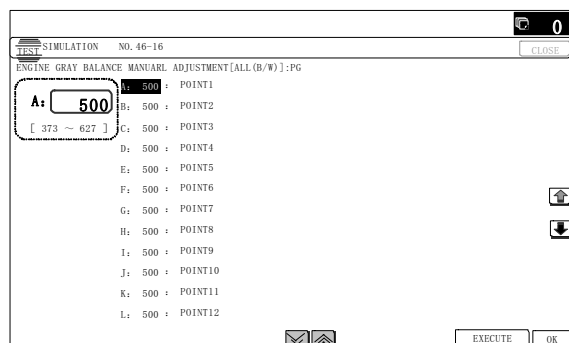 0
TEST SIMULATION NO.46-16
CLOSE
ENGINE GRAY BALANCE MANUARL ADJUSTMENT[ALL(B/W)]:PG
A: 500
[ 373 ~ 627 ]
A: 500 : POINT1
B: 500 : POINT2
C: 500 : POINT3
D: 500 : POINT4
E: 500 : POINT5
F: 500 : POINT6
G: 500 : POINT7
H: 500 : POINT8
I: 500 : POINT9
J: 500 : POINT10
K: 500 : POINT11
L: 500 : POINT12
EXECUTE
OK